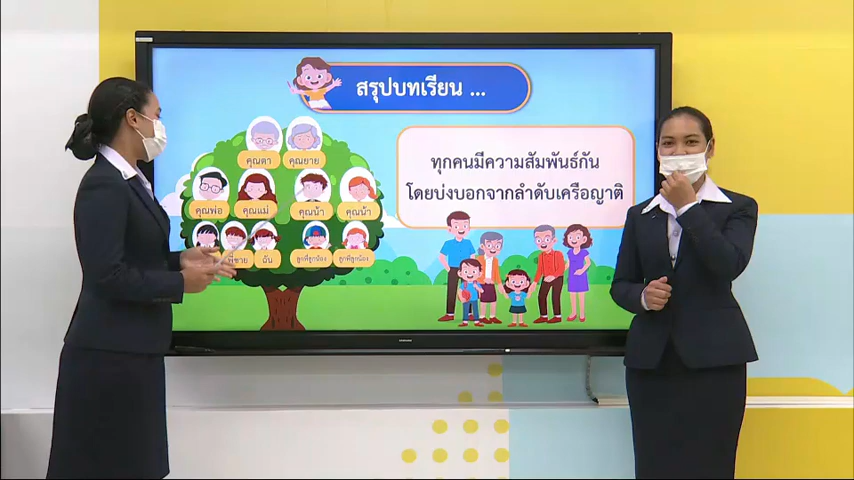 สรุปบทเรียน ...
คุณตา คุณยาย
ทุกคนมีความสัมพันธ์กัน
โดยบ่งบอกจากลำดับเครือญาติ
คุณพ่อ คุณแม่ คุณน้า คุณน้า
พี่ชาย ฉัน ลูกพี่ลูกน้อง ลูกพี่ลูกน้อง
SAMSUNG